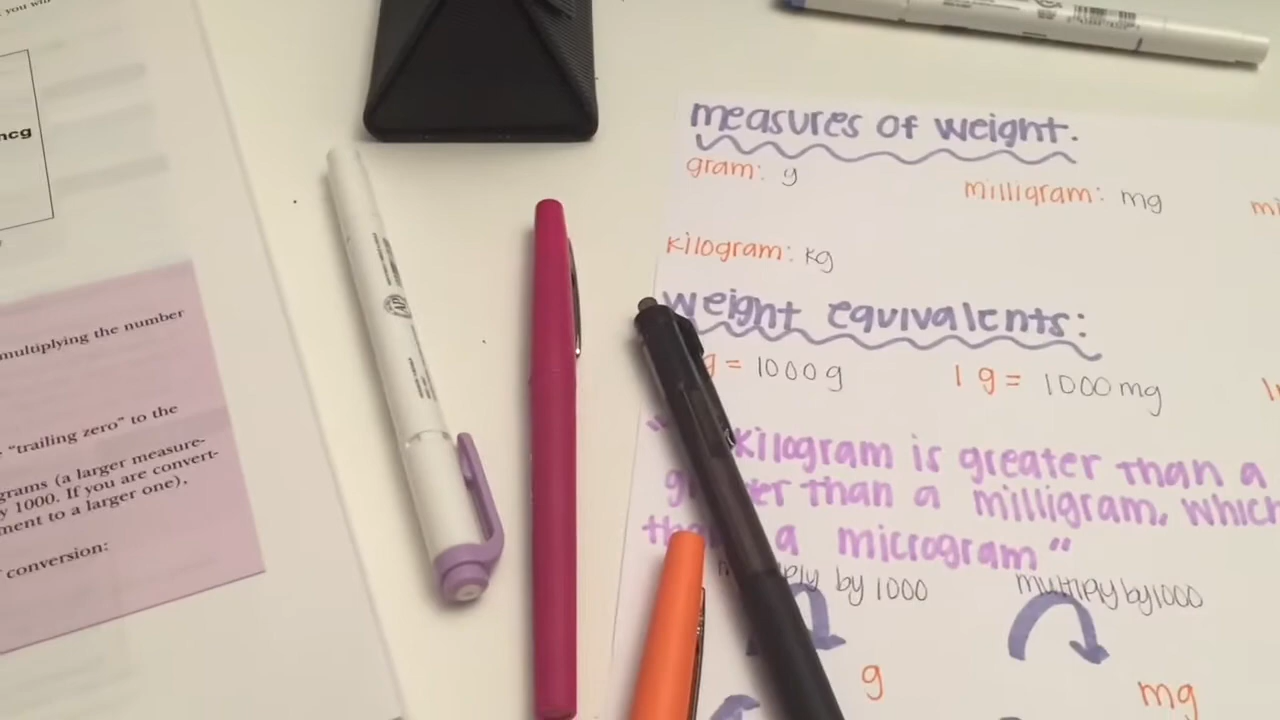 mcg
multiplying the number
"trailing zero" to the
grams (a larger measure-
by 1000. If you are convert-
ment to a larger one),
conversion:
measures of weight.
gram: g
milligram: mg
kilogram: kg
weight equivalents:
g = 1000 g
1 g = 1000 mg
kilogram is greater than a
than a milligram, which
a microgram"
by 1000
multiply by 1000
g
mg